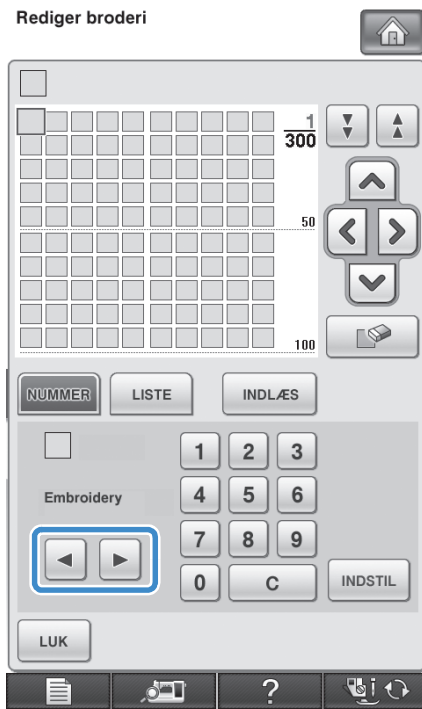 Rediger broderi
1
300
50
100
NUMMER LISTE INDLÆS
1 2 3
Embroidery 4 5 6
7 8 9
0 C INDSTIL
LUK
?